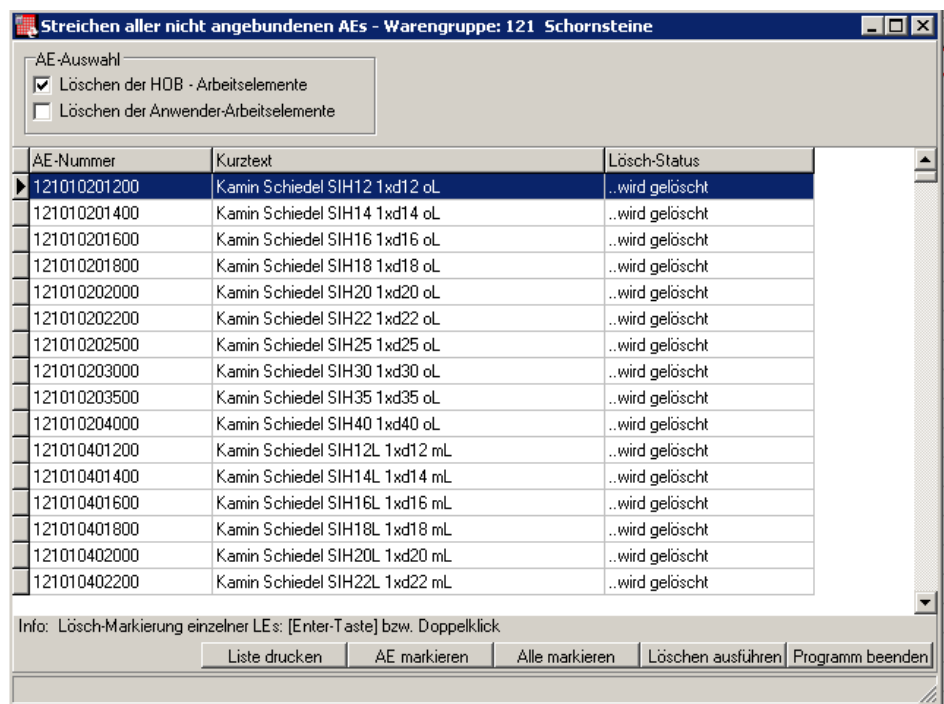 Streichen aller nicht angebundenen AEs - Warengruppe: 121 Schornsteine
AE-Auswahl
Löschen der HOB - Arbeitselemente
Löschen der Anwender-Arbeitselemente
AE-Nummer Kurztext Lösch-Status
121010201200 Kamin Schiedel SIH12 1xd12 oL ..wird gelöscht
121010201400 Kamin Schiedel SIH14 1xd14 oL ..wird gelöscht
121010201600 Kamin Schiedel SIH16 1xd16 oL ..wird gelöscht
121010201800 Kamin Schiedel SIH18 1xd18 oL ..wird gelöscht
121010202000 Kamin Schiedel SIH20 1xd20 oL ..wird gelöscht
121010202200 Kamin Schiedel SIH22 1xd22 oL ..wird gelöscht
121010202500 Kamin Schiedel SIH25 1xd25 oL ..wird gelöscht
121010203000 Kamin Schiedel SIH30 1xd30 oL ..wird gelöscht
121010203500 Kamin Schiedel SIH35 1xd35 oL ..wird gelöscht
121010204000 Kamin Schiedel SIH40 1xd40 oL ..wird gelöscht
121010401200 Kamin Schiedel SIH12L 1xd12 mL ..wird gelöscht
121010401400 Kamin Schiedel SIH14L 1xd14 mL ..wird gelöscht
121010401600 Kamin Schiedel SIH16L 1xd16 mL ..wird gelöscht
121010401800 Kamin Schiedel SIH18L 1xd18 mL ..wird gelöscht
121010402000 Kamin Schiedel SIH20L 1xd20 mL ..wird gelöscht
121010402200 Kamin Schiedel SIH22L 1xd22 mL ..wird gelöscht
Info: Lösch-Markierung einzelner LEs: [Enter-Taste] bzw. Doppelklick
Liste drucken AE markieren Alle markieren Löschen ausführen Programm beenden